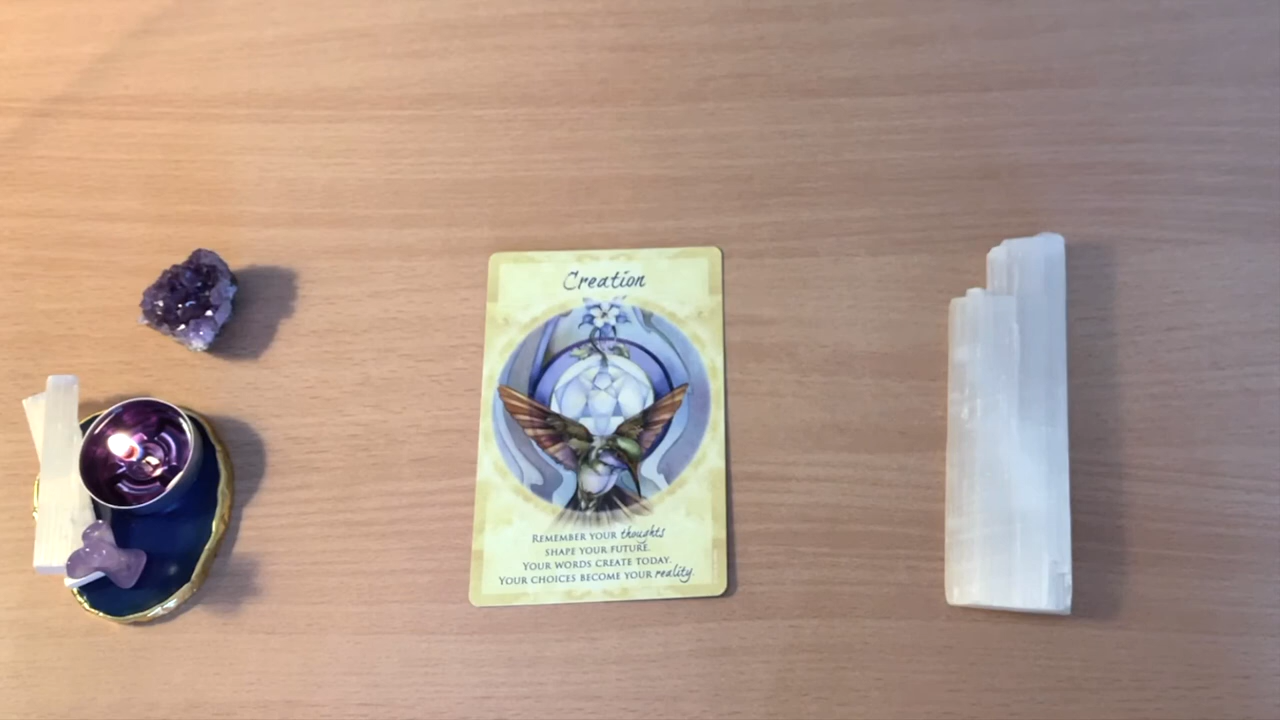 Creation
REMEMBER YOUR thoughts
SHAPE YOUR FUTURE.
YOUR WORDS CREATE TODAY.
YOUR CHOICES BECOME YOUR reality.